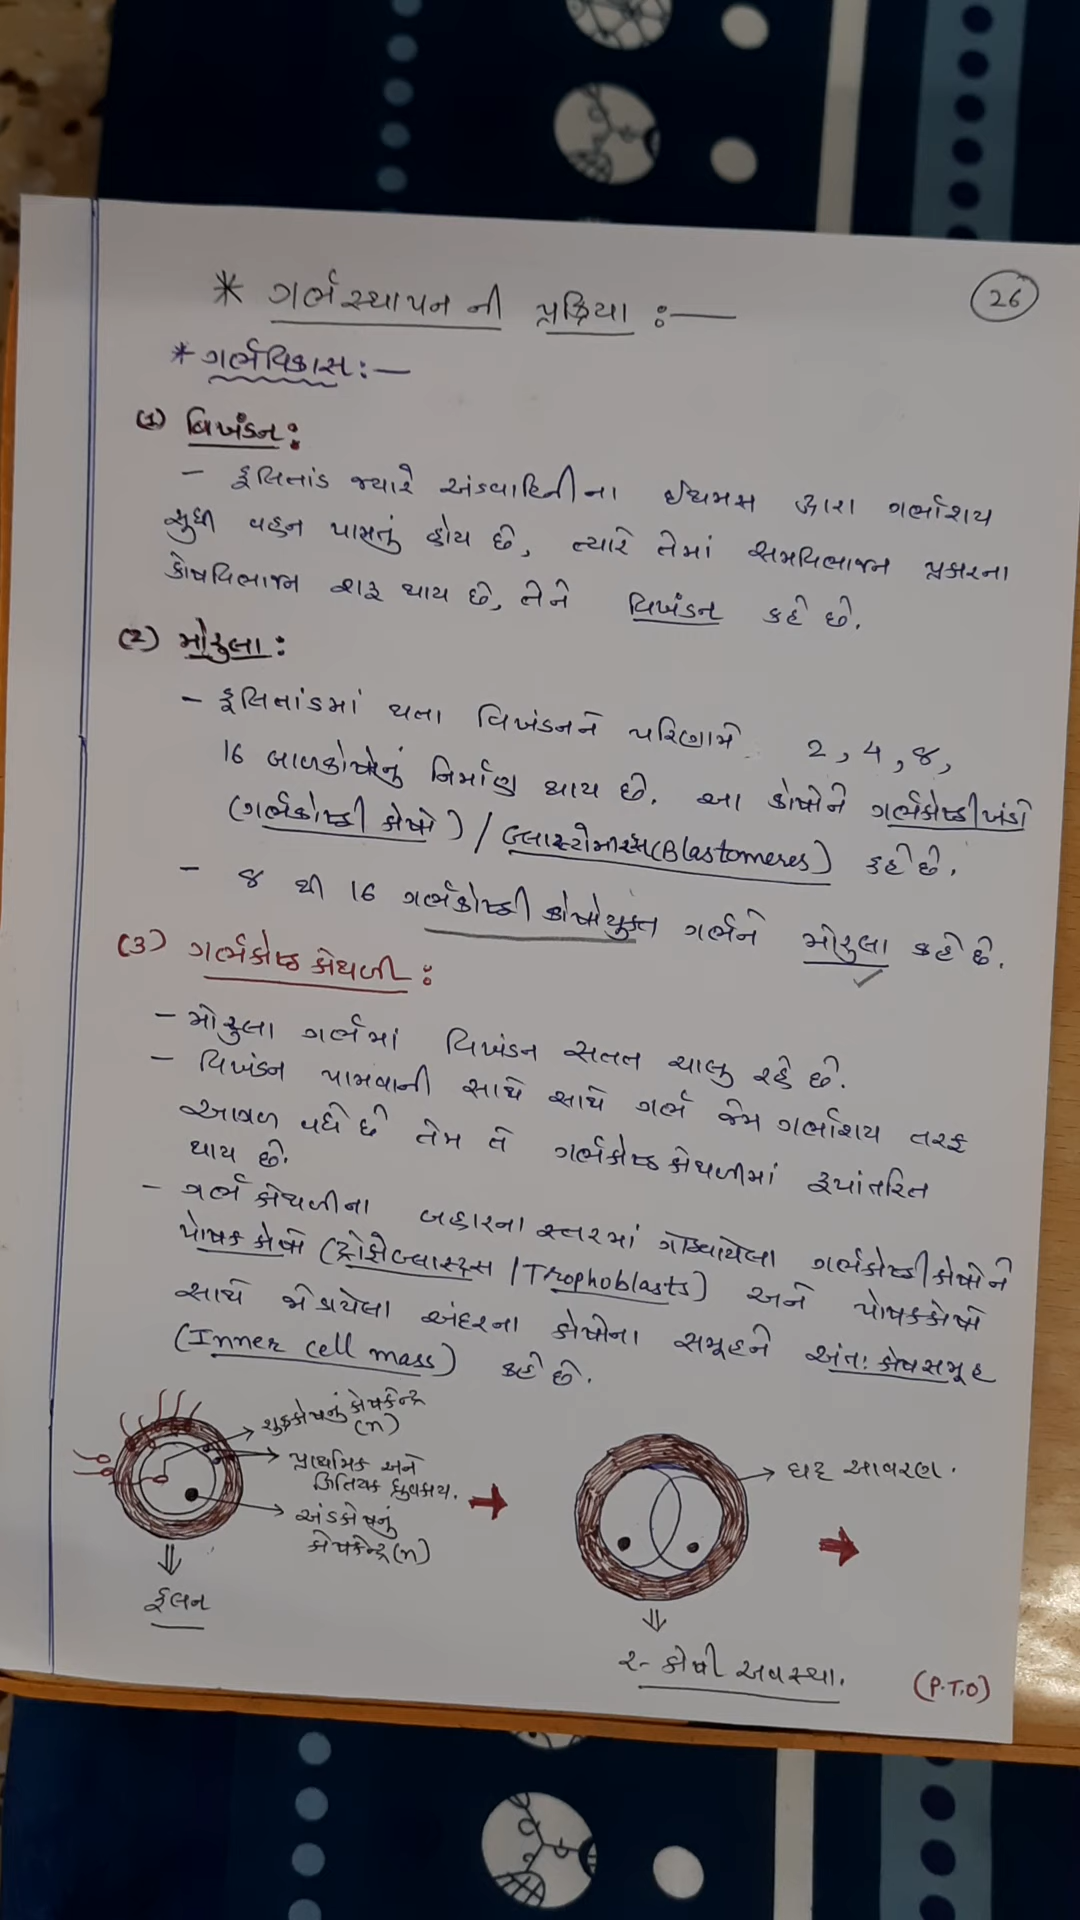 * ગર્ભસ્થાપન ની પ્રક્રિયા :—
26
* ગર્ભવિકાસ :—
(1) વિખંડન :
- ફલિતાંડ જ્યારે અંડવાહિનીના ઈથમસ દ્વારા ગર્ભાશય
સુધી વહન પામતું હોય છે, ત્યારે તેમાં સમવિભાજન પ્રકારના
કોષવિભાજન શરૂ થાય છે, તેને વિખંડન કહે છે.
(2) મોરુલા :
- ફલિતાંડમાં થતા વિખંડનને પરિણામે 2, 4, 8,
16 બાળકોષોનું નિર્માણ થાય છે. આ કોષોને ગર્ભકોષ્ઠીખંડો
(ગર્ભકોષ્ઠી કોષો) / બ્લાસ્ટોમીરસ (Blastomeres) કહે છે.
- 8 થી 16 ગર્ભકોષ્ઠી કોષોયુક્ત ગર્ભને મોરુલા કહે છે.
(3) ગર્ભકોષ્ઠ કોથળી :
- મોરુલા ગર્ભમાં વિખંડન સતત ચાલુ રહે છે.
- વિખંડન પામવાની સાથે સાથે ગર્ભ જેમ ગર્ભાશય તરફ
આગળ વધે છે તેમ તે ગર્ભકોષ્ઠ કોથળીમાં રૂપાંતરિત
થાય છે.
- ગર્ભ કોથળીના બહારના સ્તરમાં ગોઠવાયેલા ગર્ભકોષ્ઠી કોષોને
પોષક કોષો (ટ્રોફોબ્લાસ્ટ્સ / Trophoblasts) અને પોષકકોષો
સાથે જોડાયેલા અંદરના કોષોના સમૂહને અંતઃ કોષસમૂહ
(Inner cell mass) કહે છે.
શુક્રકોષનું કોષકેન્દ્ર
(n)
પ્રાથમિક અને
દ્વિતિયક ધ્રુવકાય.
અંડકોષનું
કોષકેન્દ્ર (n)
ફલન
ઘટ્ટ આવરણ.
૨- કોષી અવસ્થા.
(P.T.O)